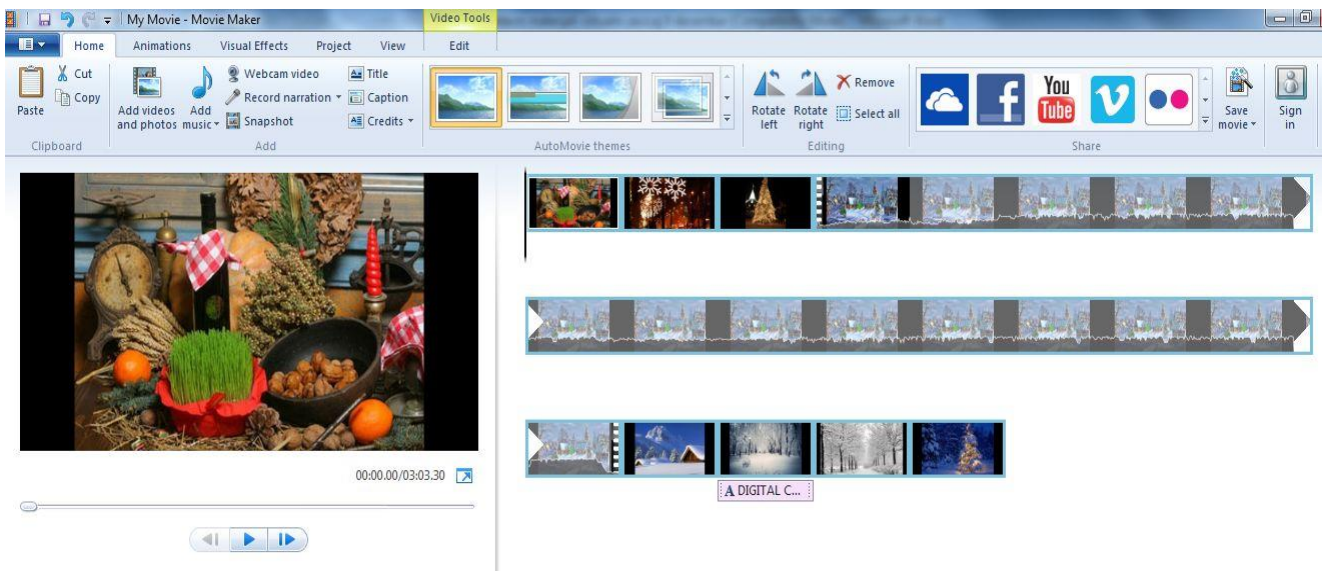 My Movie - Movie Maker
Video Tools
Home Animations Visual Effects Project View Edit
Paste
Cut
Copy
Clipboard
Add videos and photos
Add music
Webcam video
Record narration
Snapshot
Title
Caption
Credits
Add
AutoMovie themes
Rotate left
Rotate right
Remove
Select all
Editing
f
You Tube
V
Share
Save movie
Sign in
00:00.00/03:03.30
A DIGITAL C...